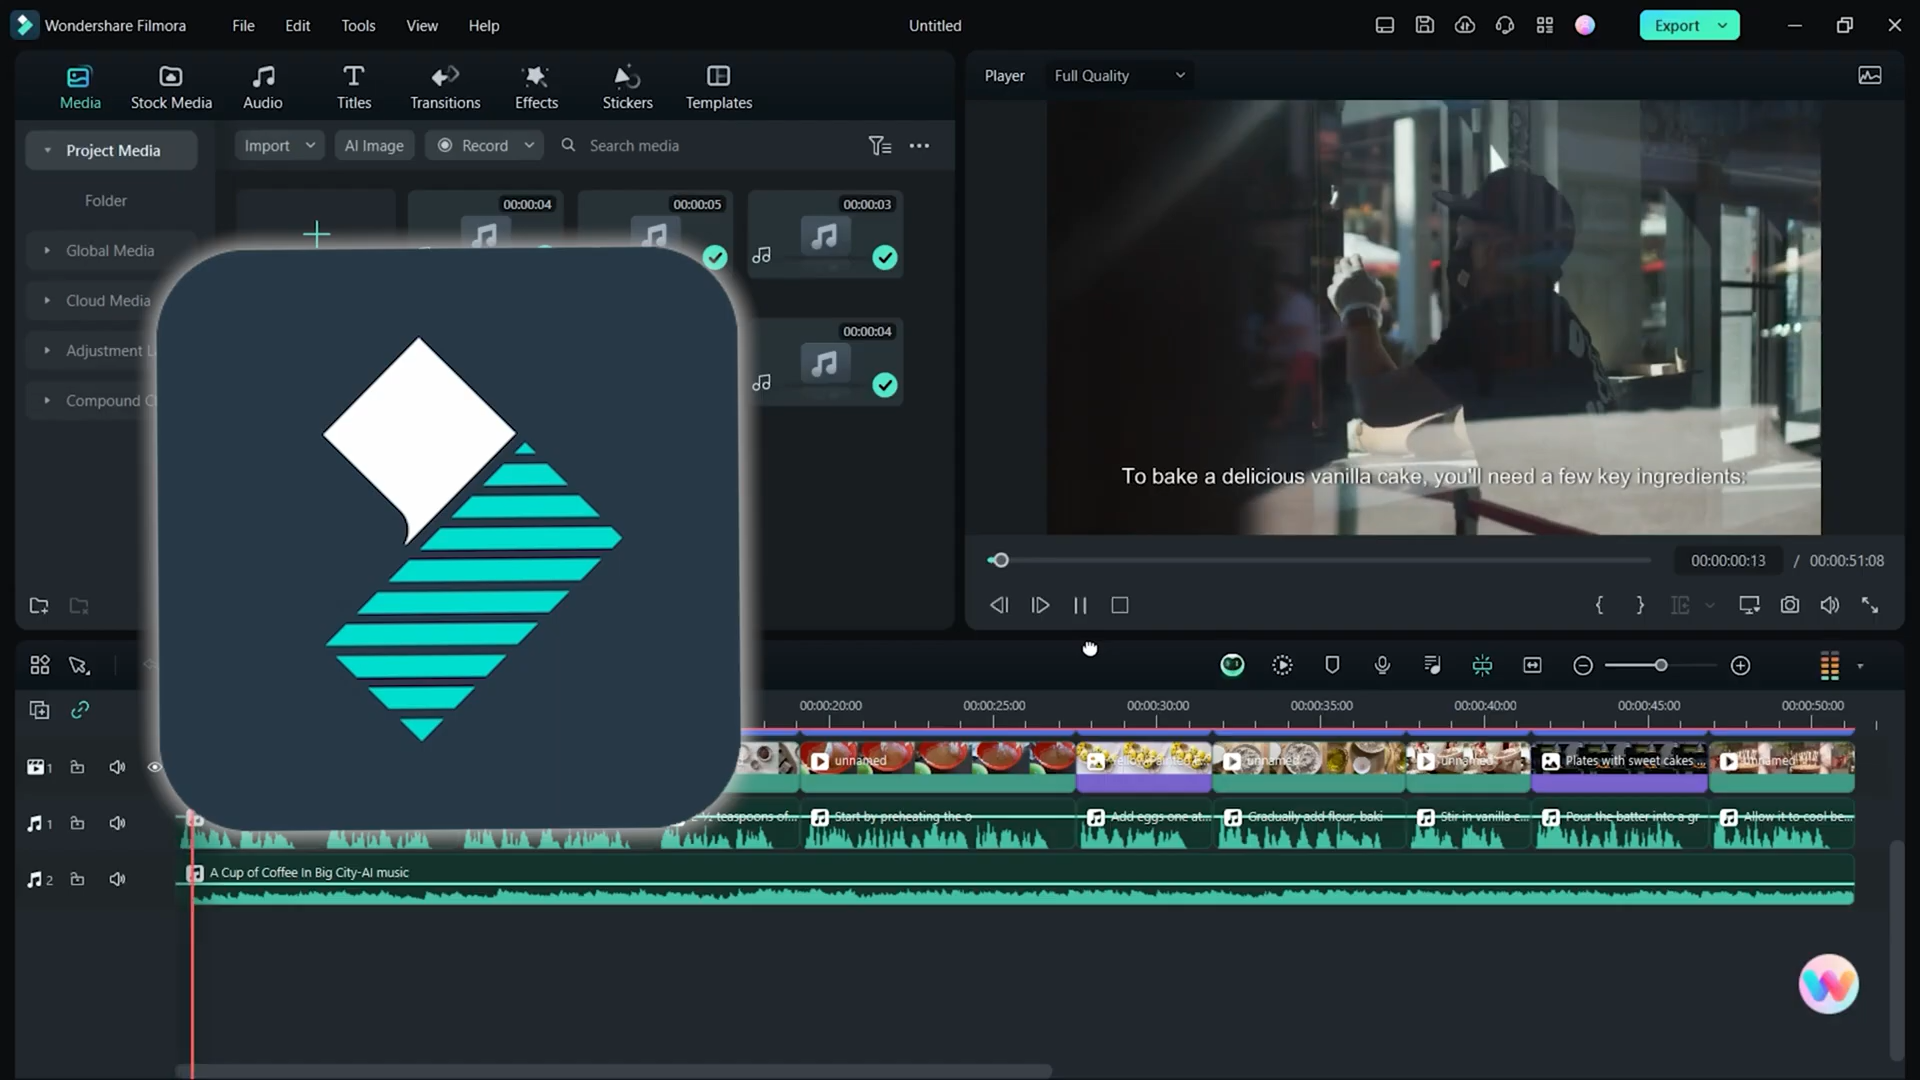 Wondershare Filmora File Edit Tools View Help Untitled Export
Media Stock Media Audio Titles Transitions Effects Stickers Templates
Player Full Quality
Project Media Import AI Image Record Search media
Folder
00:00:04 00:00:05 00:00:03
Global Media
Cloud Media
00:00:04
Adjustment L
Compound C
To bake a delicious vanilla cake, you'll need a few key ingredients:
00:00:00:13 / 00:00:51:08
00:00:20:00 00:00:25:00 00:00:30:00 00:00:35:00 00:00:40:00 00:00:45:00 00:00:50:00
1 unnamed unnamed unnamed Plates with sweet cakes... unnamed
1 2 ½ teaspoons of... Start by preheating the o Add eggs one at... Gradually add flour, baki Stir in vanilla e... Pour the batter into a gr Allow it to cool be...
2 A Cup of Coffee In Big City-AI music